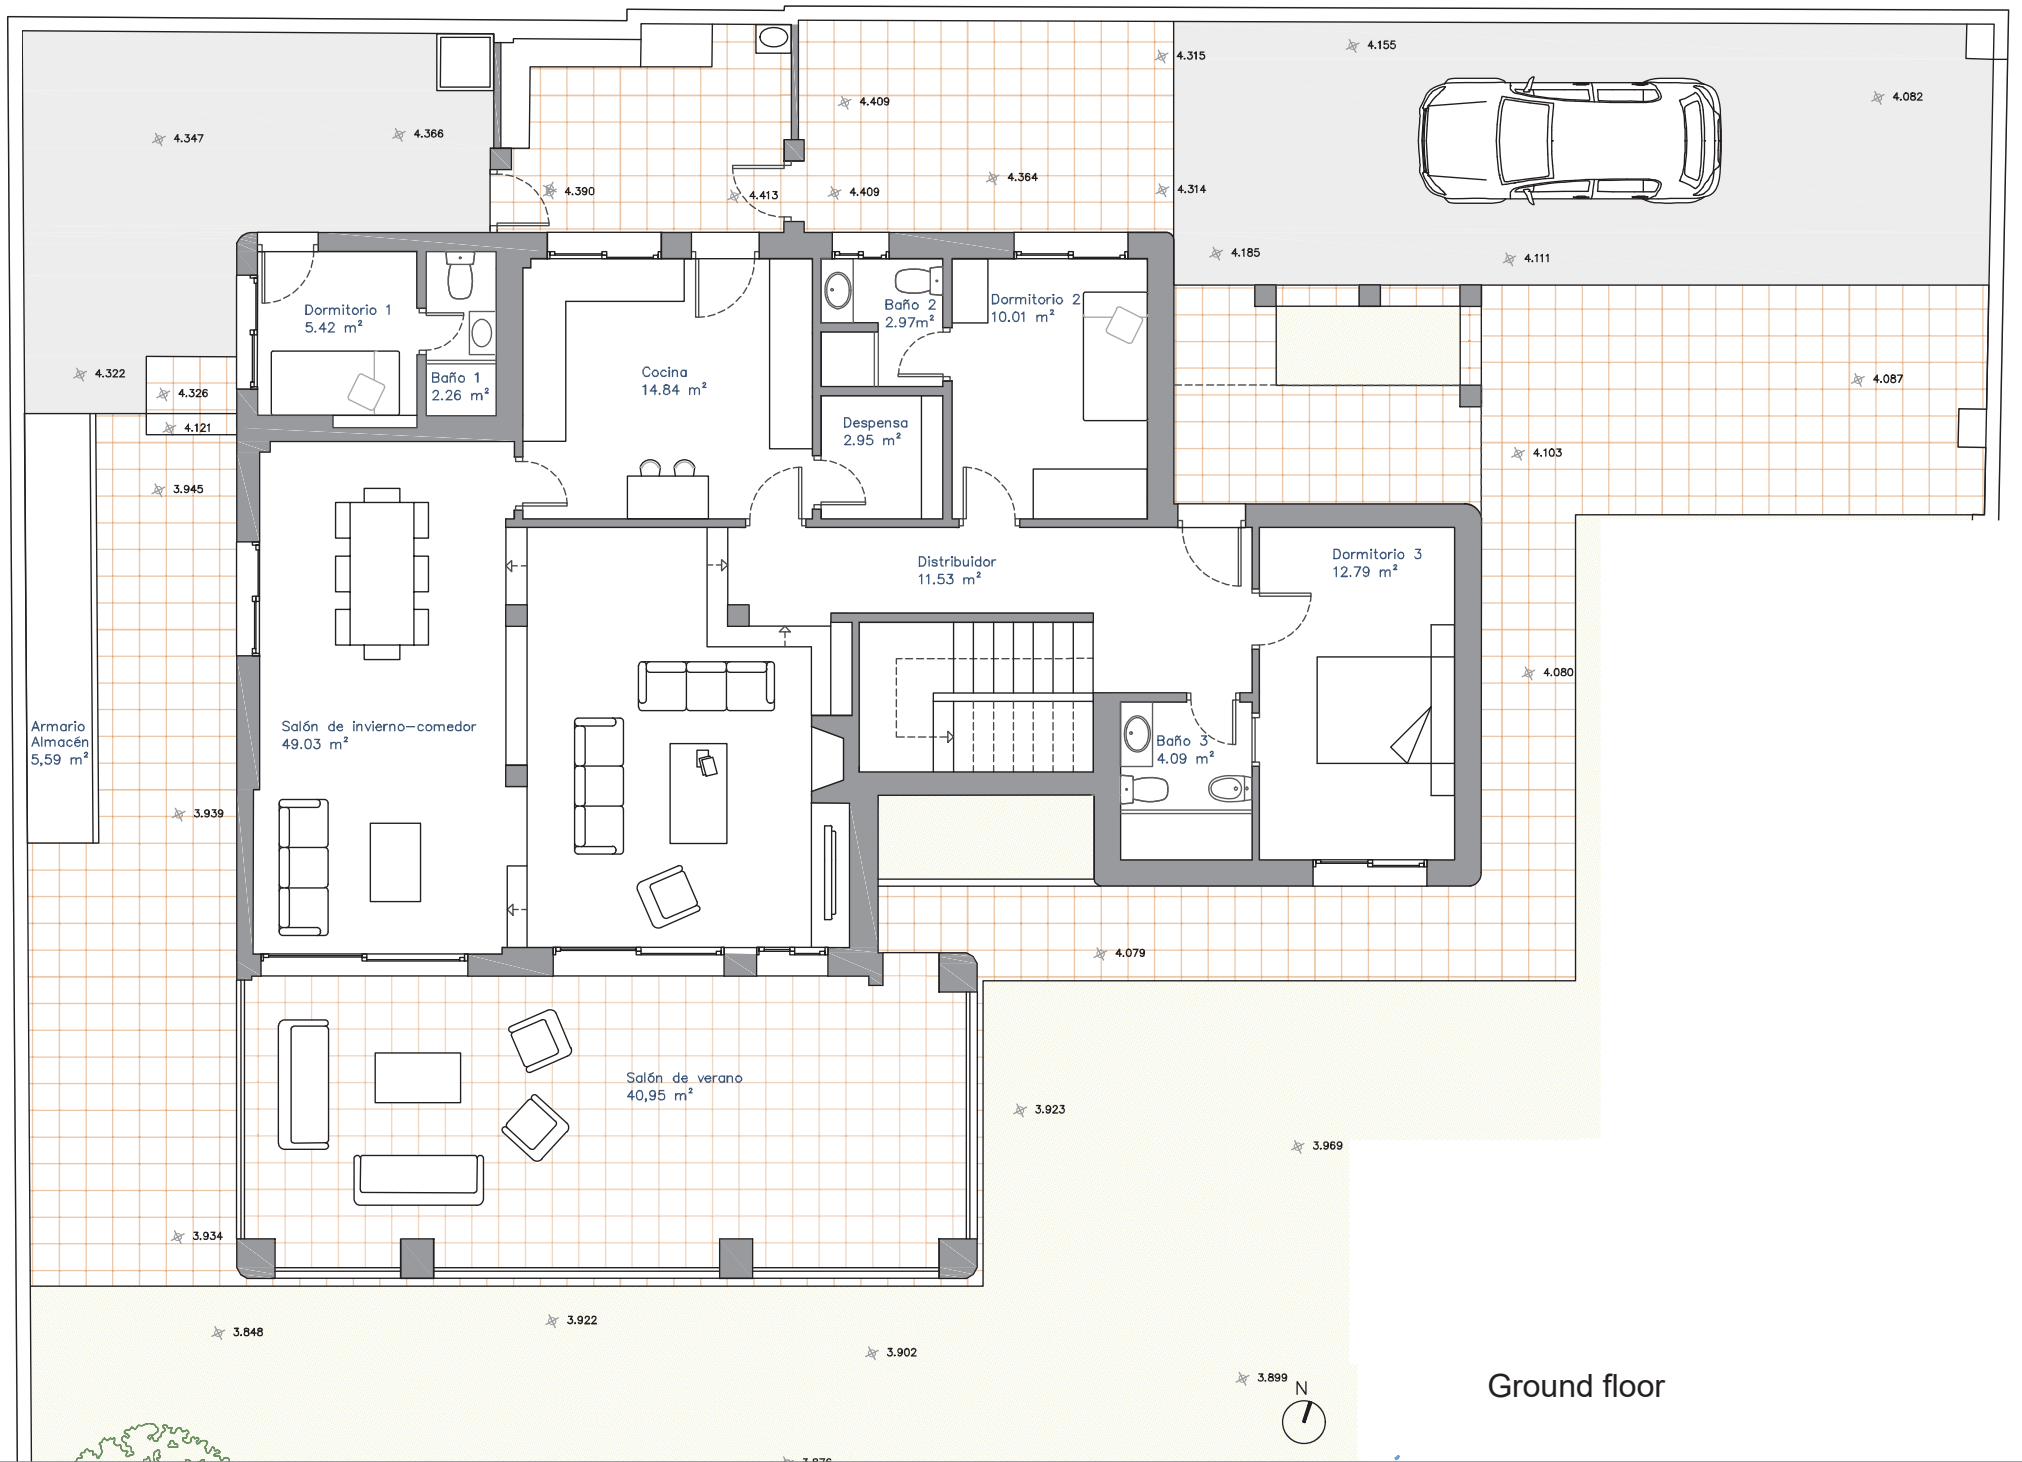 4.315
4.155
4.409
4.082
4.347
4.366
4.390
4.413
4.409
4.364
4.314
4.185
4.111
Dormitorio 1
5.42 m²
Baño 1
2.26 m²
Cocina
14.84 m²
Baño 2
2.97m²
Dormitorio 2
10.01 m²
Despensa
2.95 m²
4.322
4.326
4.121
4.087
4.103
3.945
Distribuidor
11.53 m²
Dormitorio 3
12.79 m²
4.080
Armario
Almacén
5,59 m²
Salón de invierno-comedor
49.03 m²
Baño 3
4.09 m²
3.939
4.079
Salón de verano
40,95 m²
3.923
3.969
3.934
3.848
3.922
3.902
3.899
N
Ground floor